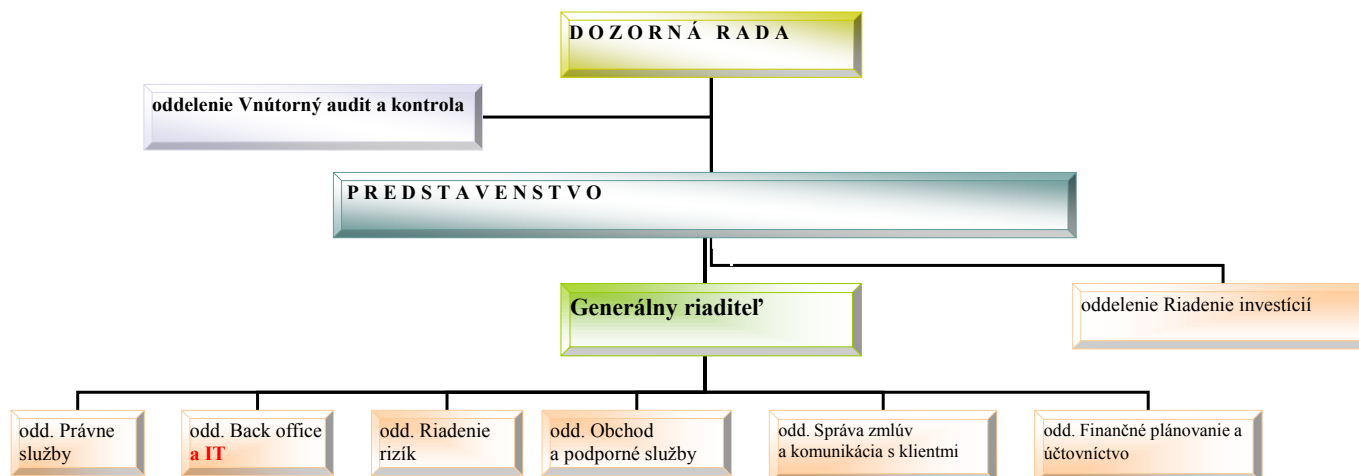 D O Z O R N Á   R A D A
oddelenie Vnútorný audit a kontrola
P R E D S T A V E N S T V O
Generálny riaditeľ
oddelenie Riadenie investícií
odd. Právne
služby
odd. Back office
a IT
odd. Riadenie
rizík
odd. Obchod
a podporné služby
odd. Správa zmlúv
a komunikácia s klientmi
odd. Finančné plánovanie a
účtovníctvo